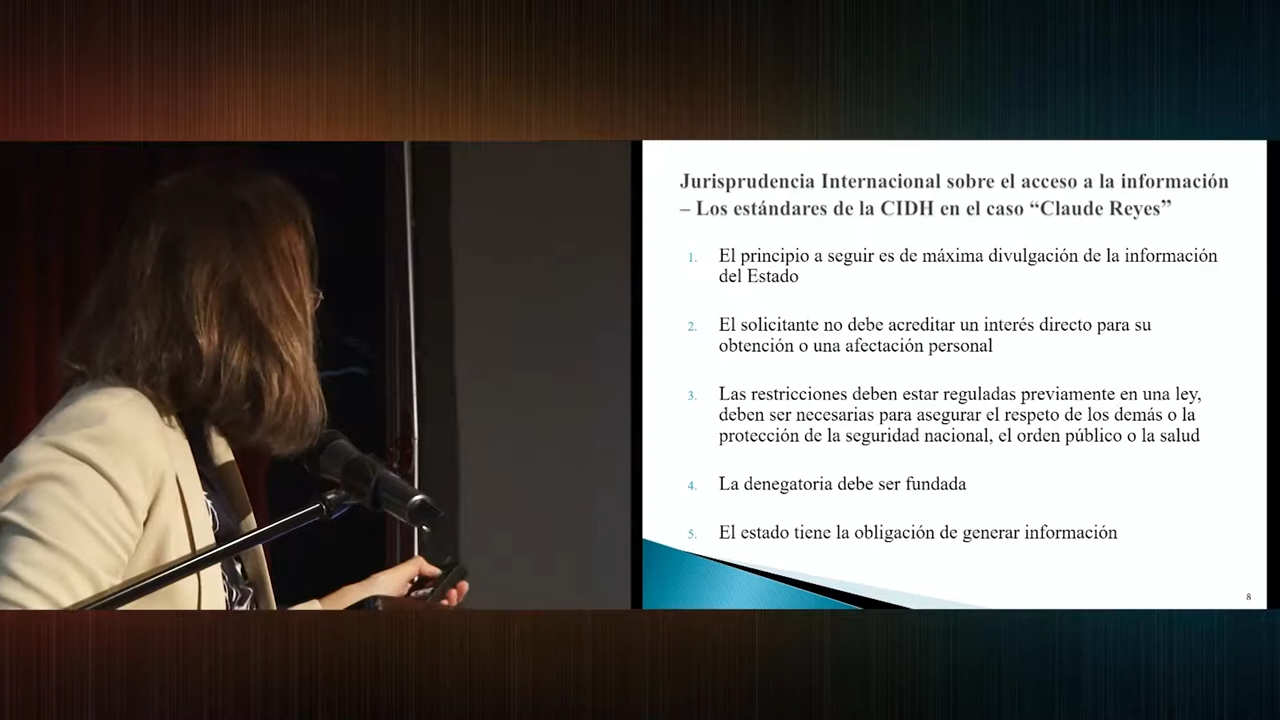 Jurisprudencia Internacional sobre el acceso a la información
– Los estándares de la CIDH en el caso “Claude Reyes”
1. El principio a seguir es de máxima divulgación de la información
del Estado
2. El solicitante no debe acreditar un interés directo para su
obtención o una afectación personal
3. Las restricciones deben estar reguladas previamente en una ley,
deben ser necesarias para asegurar el respeto de los demás o la
protección de la seguridad nacional, el orden público o la salud
4. La denegatoria debe ser fundada
5. El estado tiene la obligación de generar información
8